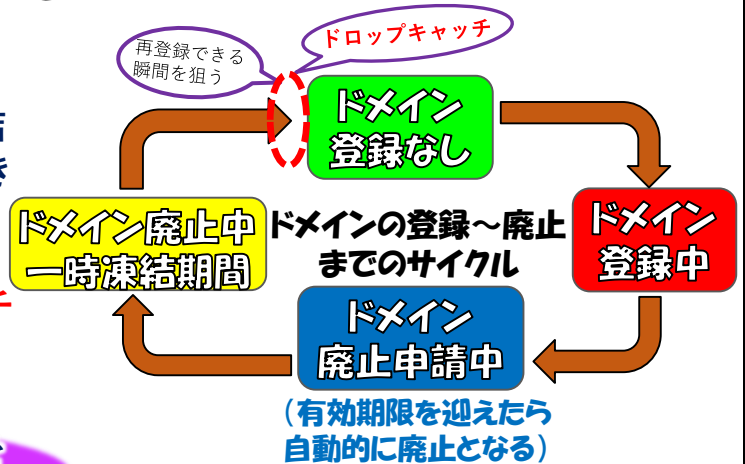 ドロップキャッチ
再登録できる
瞬間を狙う
ドメイン
登録なし
ドメイン廃止中
一時凍結期間
ドメインの登録～廃止
までのサイクル
ドメイン
登録中
ドメイン
廃止申請中
（有効期限を迎えたら
自動的に廃止となる）